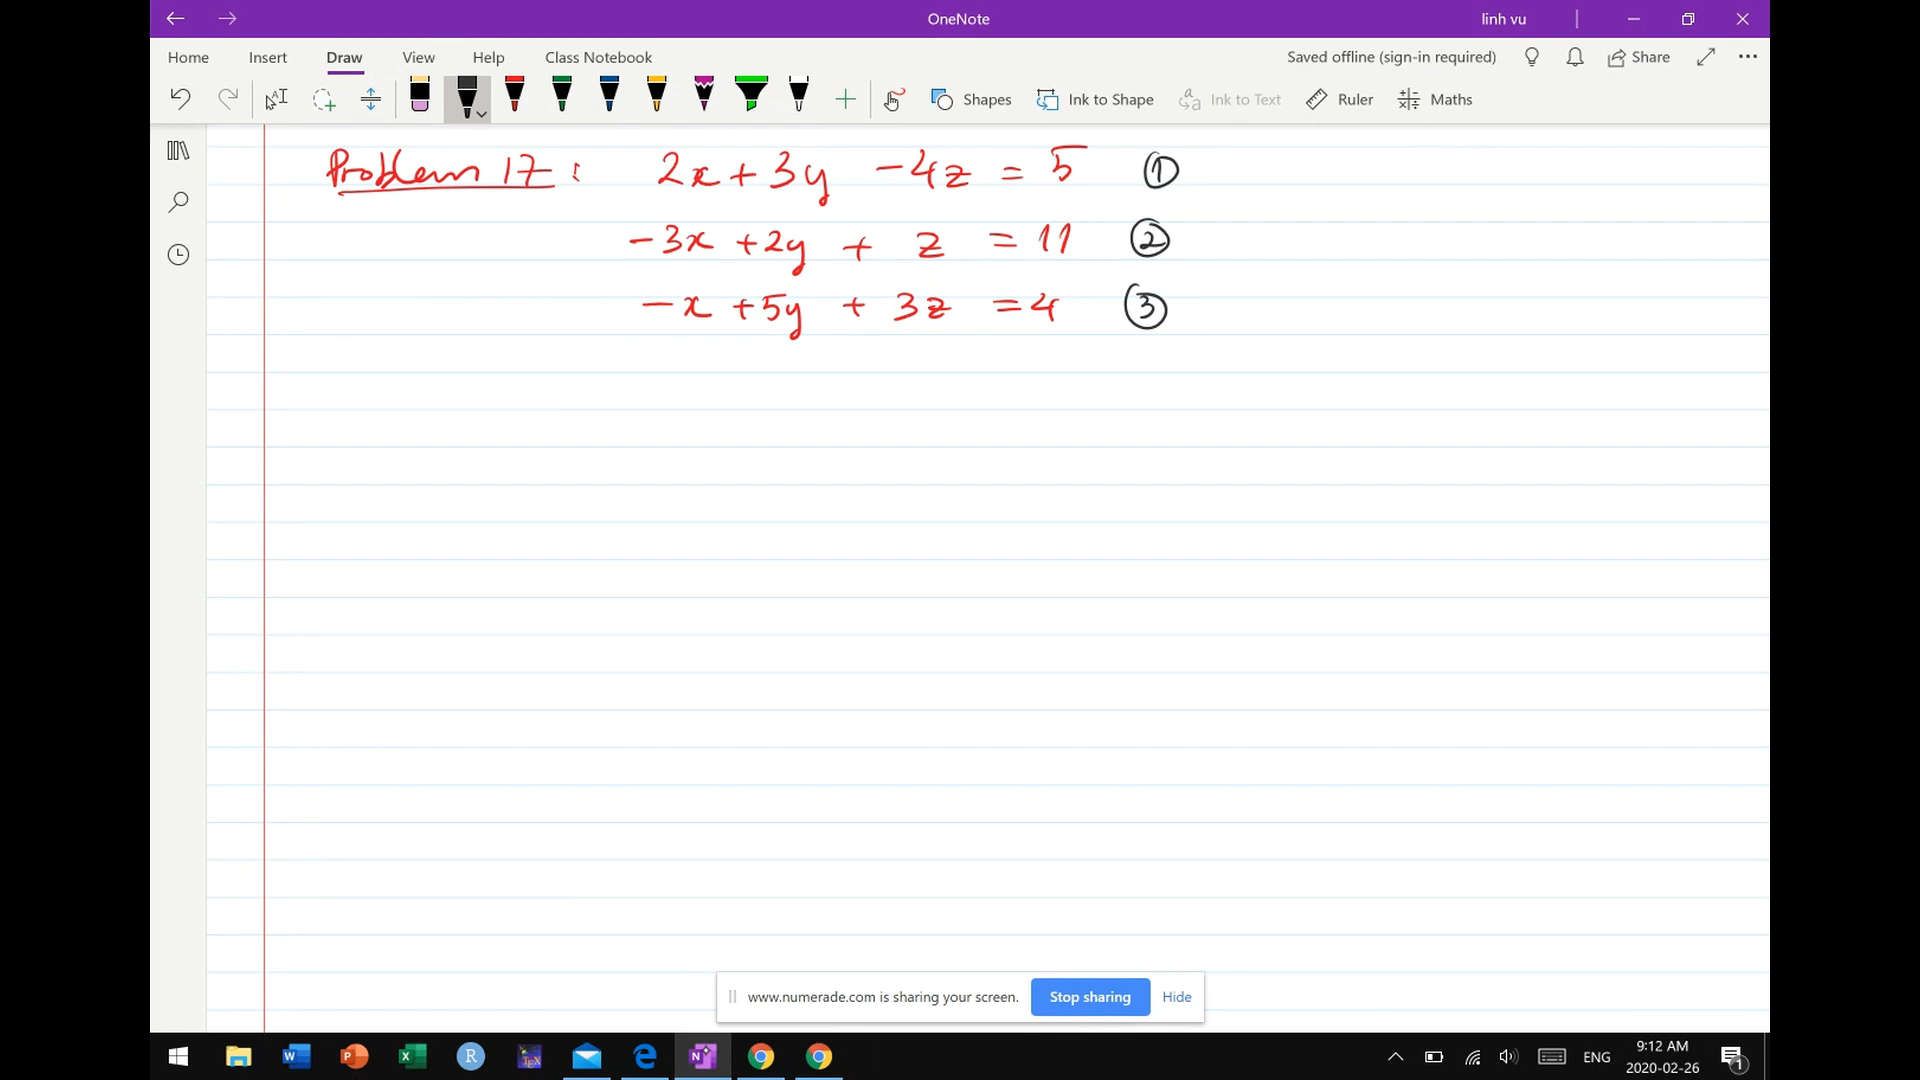 OneNote
linh vu
Home Insert Draw View Help Class Notebook
Saved offline (sign-in required)
Share
Shapes
Ink to Shape
Ink to Text
Ruler
Maths
Problem 17 : 2x + 3y - 4z = 5 ①
-3x + 2y + z = 11 ②
-x + 5y + 3z = 4 ③
www.numerade.com is sharing your screen.
Stop sharing
Hide
ENG
9:12 AM
2020-02-26
1